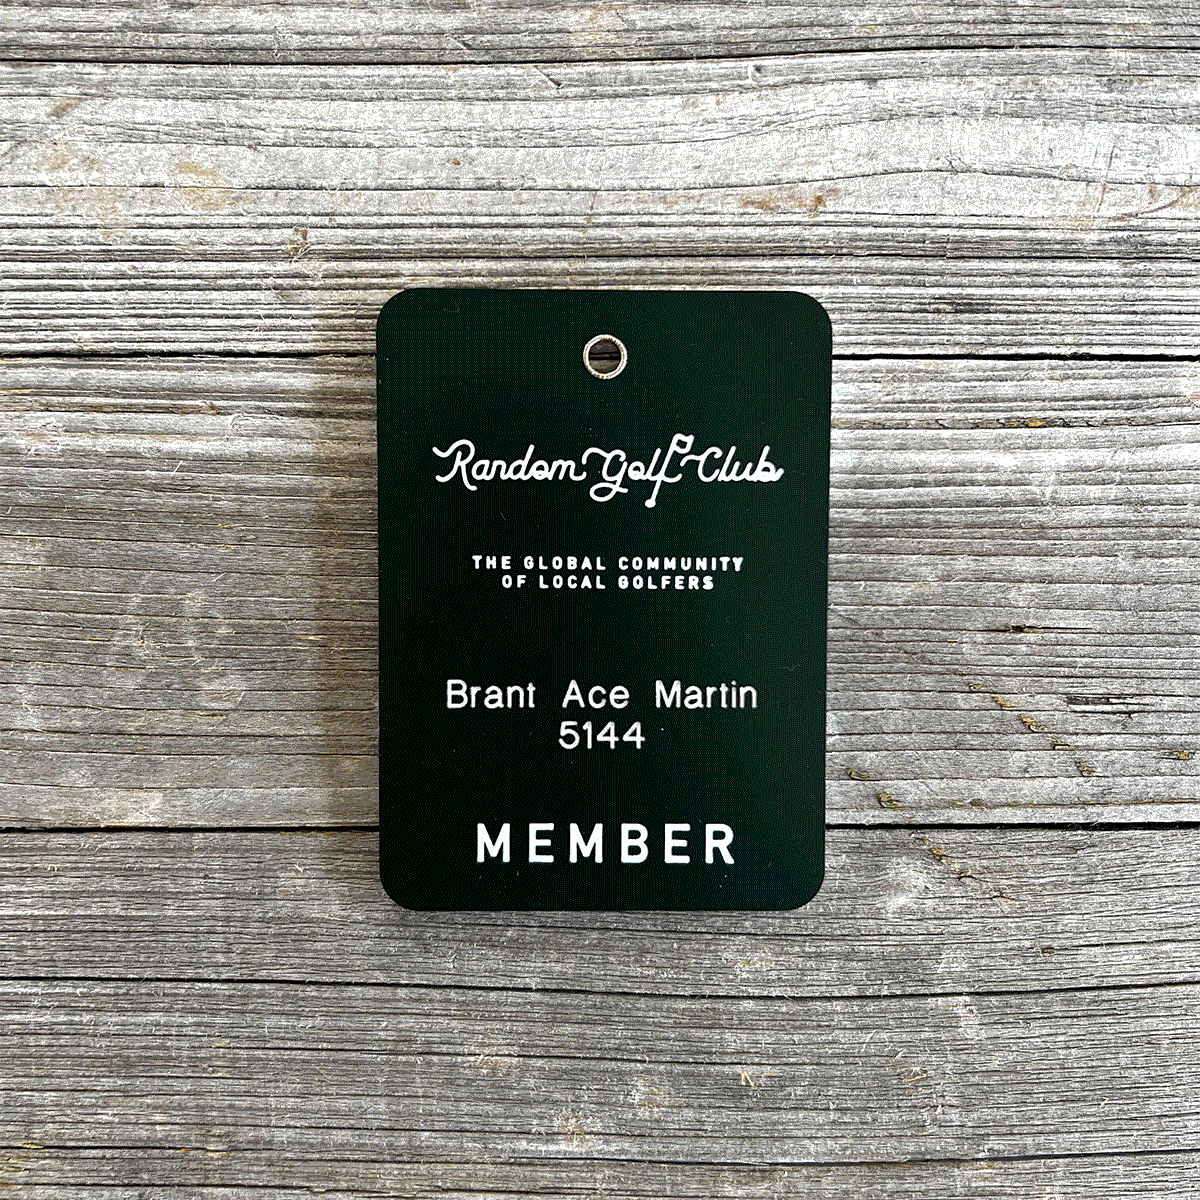 Random Golf Club
THE GLOBAL COMMUNITY
OF LOCAL GOLFERS
Brant Ace Martin
5144
MEMBER